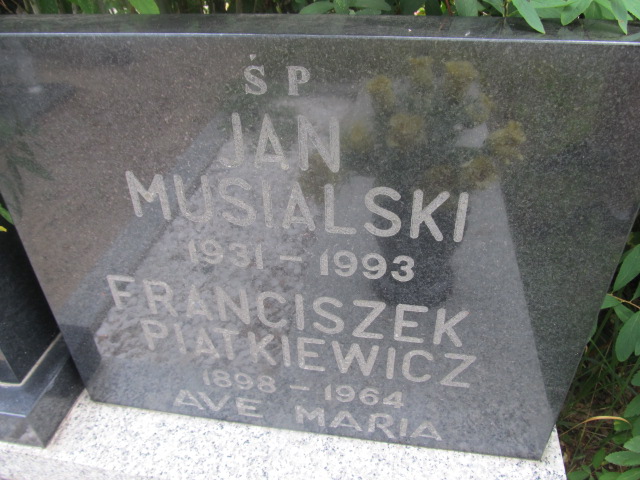 ŚP
JAN
MUSIALSKI
1931 - 1993
FRANCISZEK
PIATKIEWICZ
1898 - 1964
AVE MARIA